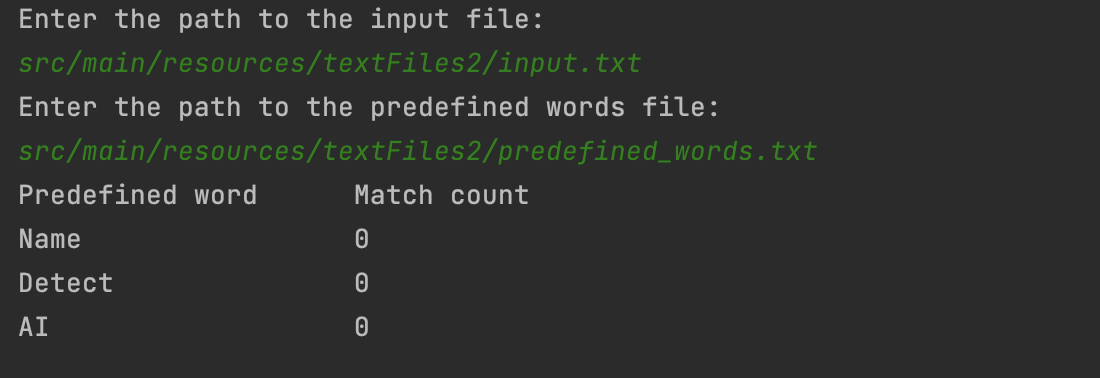 Enter the path to the input file:
src/main/resources/textFiles2/input.txt
Enter the path to the predefined words file:
src/main/resources/textFiles2/predefined_words.txt
Predefined word      Match count
Name                 0
Detect               0
AI                   0